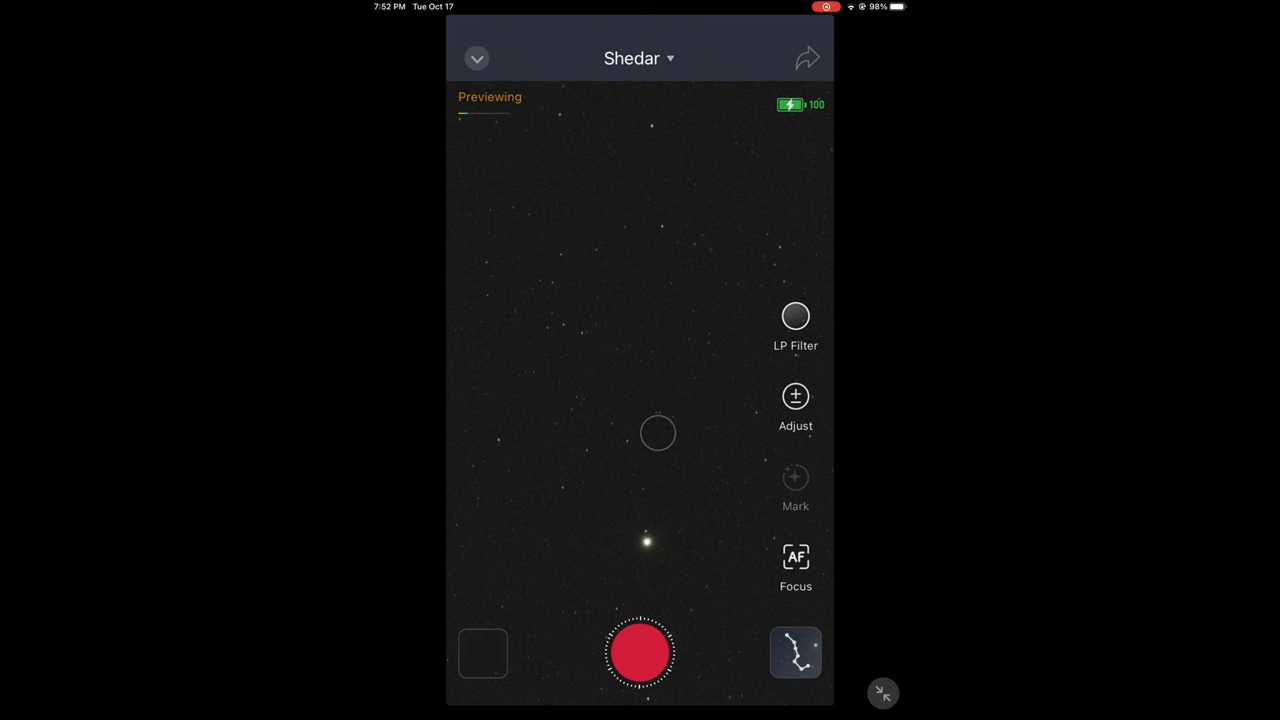 7:52 PM Tue Oct 17
98%
Shedar
Previewing
100
LP Filter
Adjust
Mark
AF
Focus